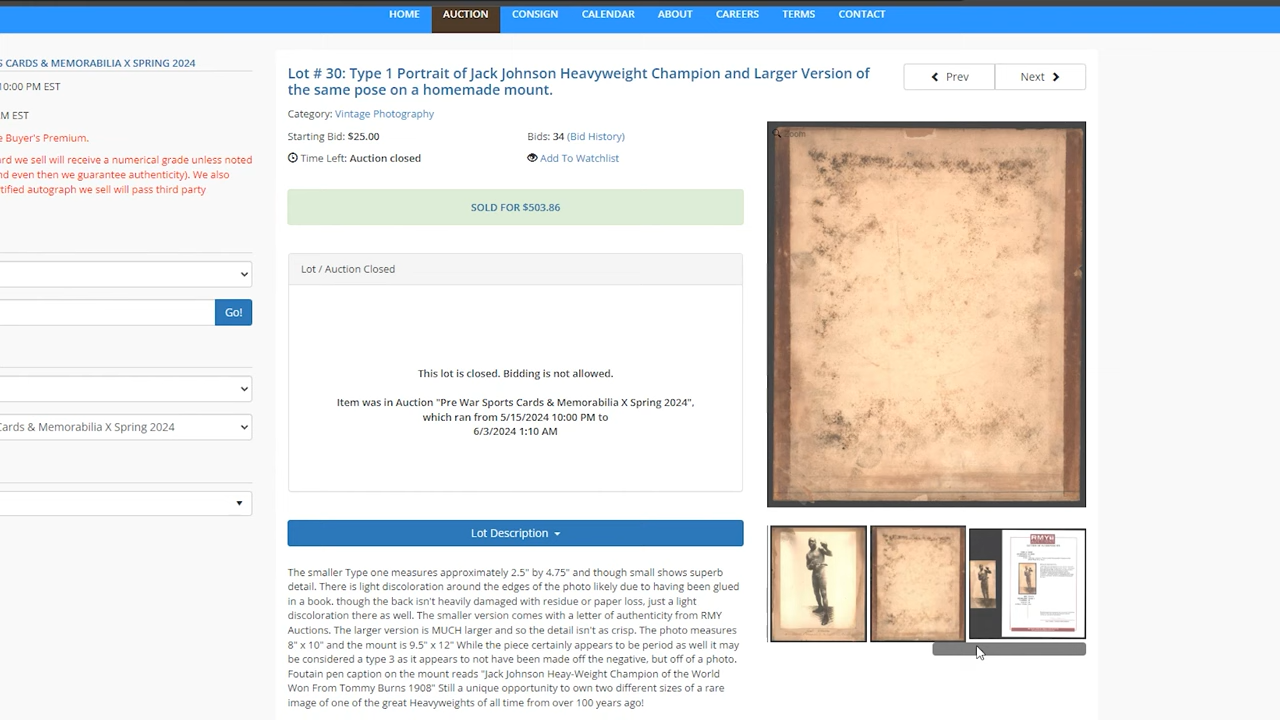 HOME AUCTION CONSIGN CALENDAR ABOUT CAREERS TERMS CONTACT
S CARDS & MEMORABILIA X SPRING 2024
0:00 PM EST
M EST
e Buyer's Premium.
ard we sell will receive a numerical grade unless noted
nd even then we guarantee authenticity). We also
rtified autograph we sell will pass third party
Go!
Cards & Memorabilia X Spring 2024
Lot # 30: Type 1 Portrait of Jack Johnson Heavyweight Champion and Larger Version of
the same pose on a homemade mount.
Prev Next
Category: Vintage Photography
Starting Bid: $25.00 Bids: 34 (Bid History)
Time Left: Auction closed Add To Watchlist
SOLD FOR $503.86
Lot / Auction Closed
This lot is closed. Bidding is not allowed.
Item was in Auction "Pre War Sports Cards & Memorabilia X Spring 2024",
which ran from 5/15/2024 10:00 PM to
6/3/2024 1:10 AM
Lot Description
The smaller Type one measures approximately 2.5" by 4.75" and though small shows superb
detail. There is light discoloration around the edges of the photo likely due to having been glued
in a book. though the back isn't heavily damaged with residue or paper loss, just a light
discoloration there as well. The smaller version comes with a letter of authenticity from RMY
Auctions. The larger version is MUCH larger and so the detail isn't as crisp. The photo measures
8" x 10" and the mount is 9.5" x 12" While the piece certainly appears to be period as well it may
be considered a type 3 as it appears to not have been made off the negative, but off of a photo.
Foutain pen caption on the mount reads "Jack Johnson Heay-Weight Champion of the World
Won From Tommy Burns 1908" Still a unique opportunity to own two different sizes of a rare
image of one of the great Heavyweights of all time from over 100 years ago!
Zoom
RMY